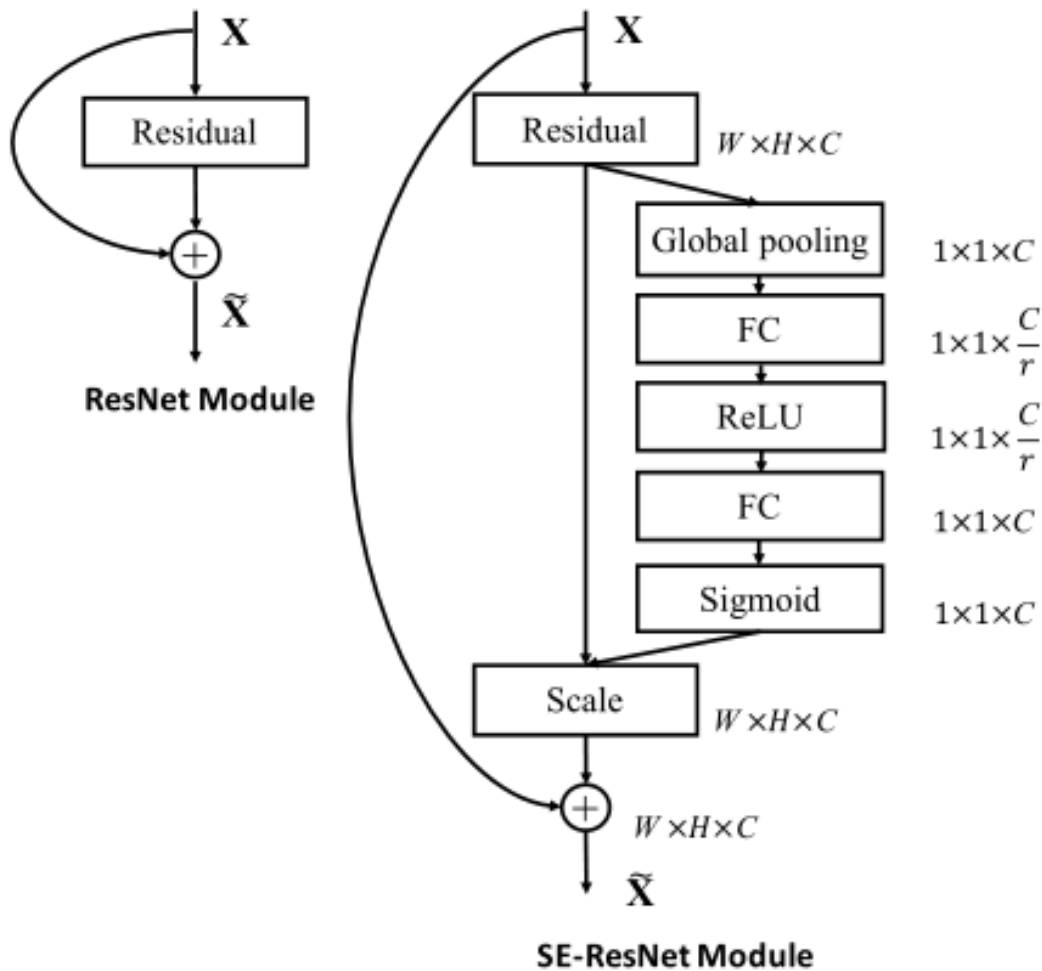 X
Residual
+
X̃
ResNet Module
X
Residual
W×H×C
Global pooling
1×1×C
FC
1×1×C/r
ReLU
1×1×C/r
FC
1×1×C
Sigmoid
1×1×C
Scale
W×H×C
+
W×H×C
X̃
SE-ResNet Module